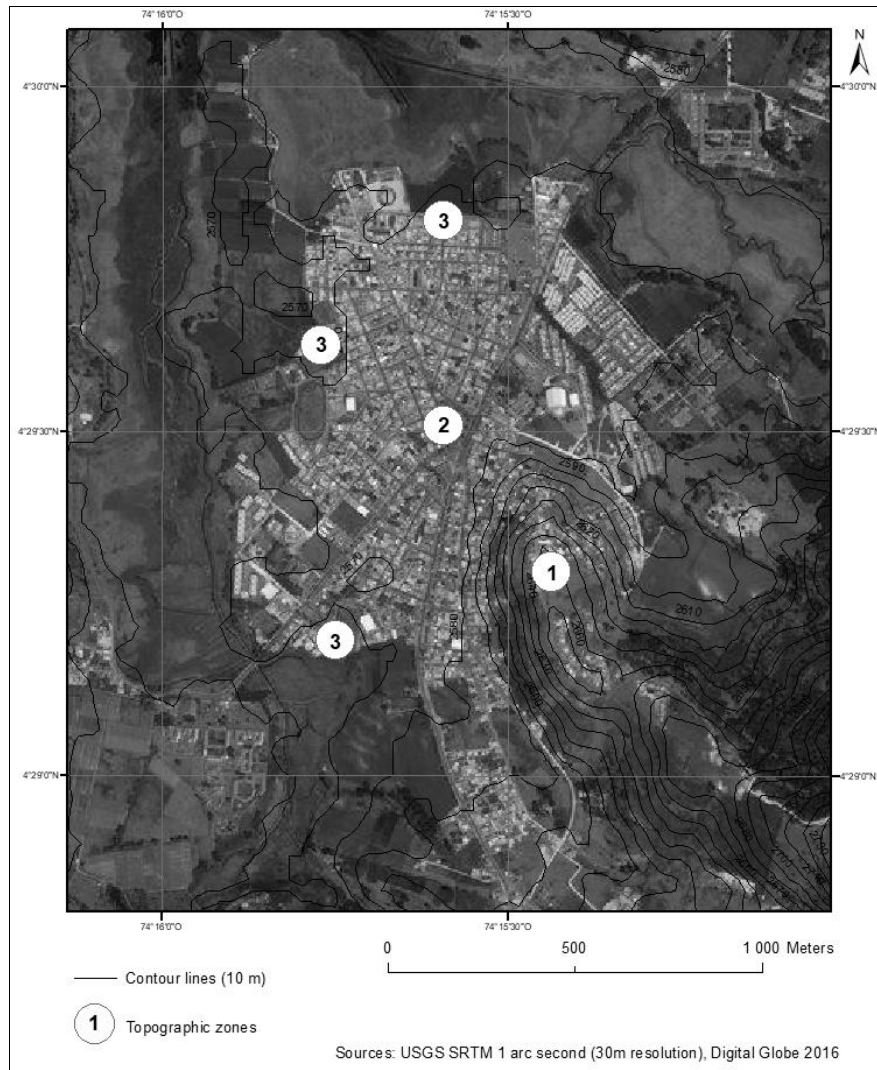 74°16'0"O
74°15'30"O
N
4°30'0"N
4°30'0"N
2580
2570
3
2570
3
2
4°29'30"N
4°29'30"N
2590
1
2610
2570
2580
3
4°29'0"N
4°29'0"N
74°16'0"O
74°15'30"O
0
500
1 000 Meters
Contour lines (10 m)
1
Topographic zones
Sources: USGS SRTM 1 arc second (30m resolution), Digital Globe 2016